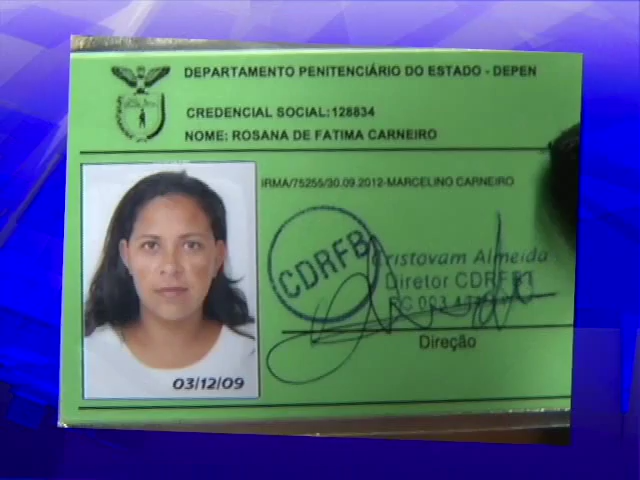 DEPARTAMENTO PENITENCIÁRIO DO ESTADO - DEPEN
CREDENCIAL SOCIAL:128834
NOME: ROSANA DE FATIMA CARNEIRO
IRMA/75255/30.09.2012-MARCELINO CARNEIRO
CDRFB
Cristovam Almeida
Diretor
Direção
03/12/09